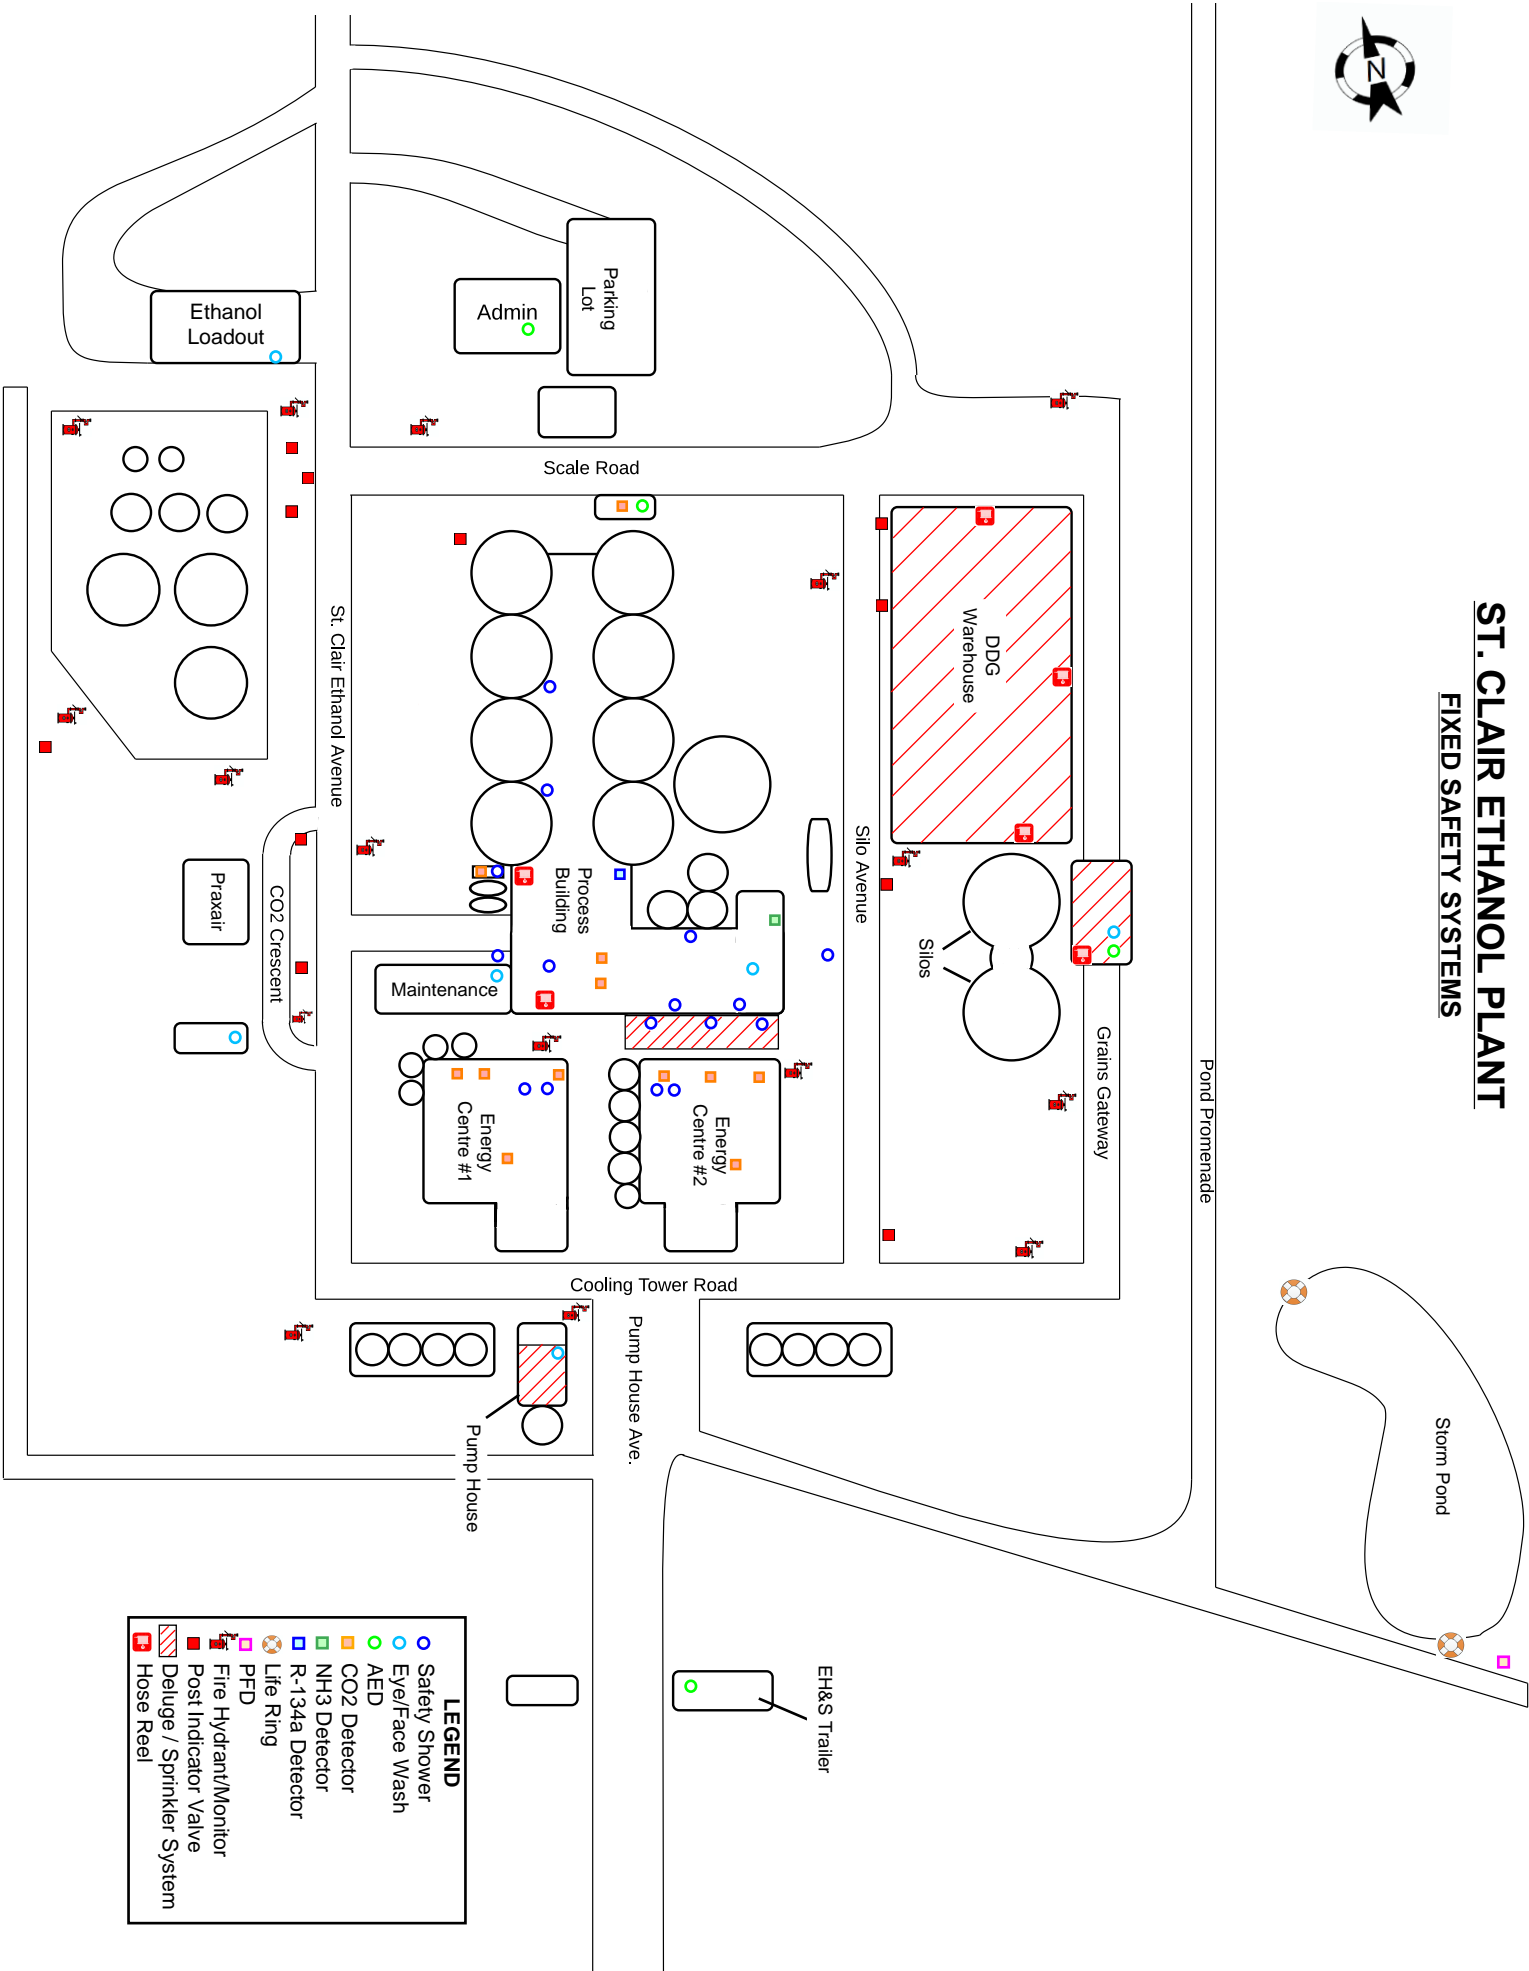 ST. CLAIR ETHANOL PLANT
FIXED SAFETY SYSTEMS
N
Parking
Lot
Admin
Ethanol
Loadout
Scale Road
St. Clair Ethanol Avenue
DDG
Warehouse
Silo Avenue
Process
Building
Silos
Praxair
CO2 Crescent
Maintenance
Grains Gateway
Pond Promenade
Energy
Centre #1
Energy
Centre #2
Cooling Tower Road
Pump House Ave.
Pump House
Storm Pond
EH&S Trailer
LEGEND
Safety Shower
Eye/Face Wash
AED
CO2 Detector
NH3 Detector
R-134a Detector
Life Ring
PFD
Fire Hydrant/Monitor
Post Indicator Valve
Deluge / Sprinkler System
Hose Reel